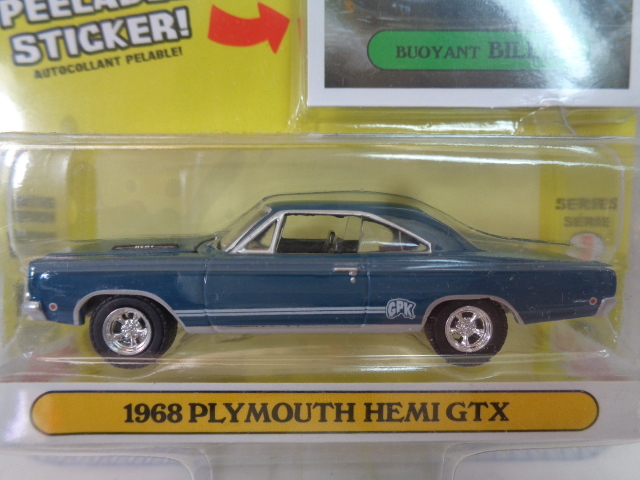 PEELABLE
STICKER!
AUTOCOLLANT PELABLE!
BUOYANT BILL
SERIES
SERIE
GPK
1968 PLYMOUTH HEMI GTX